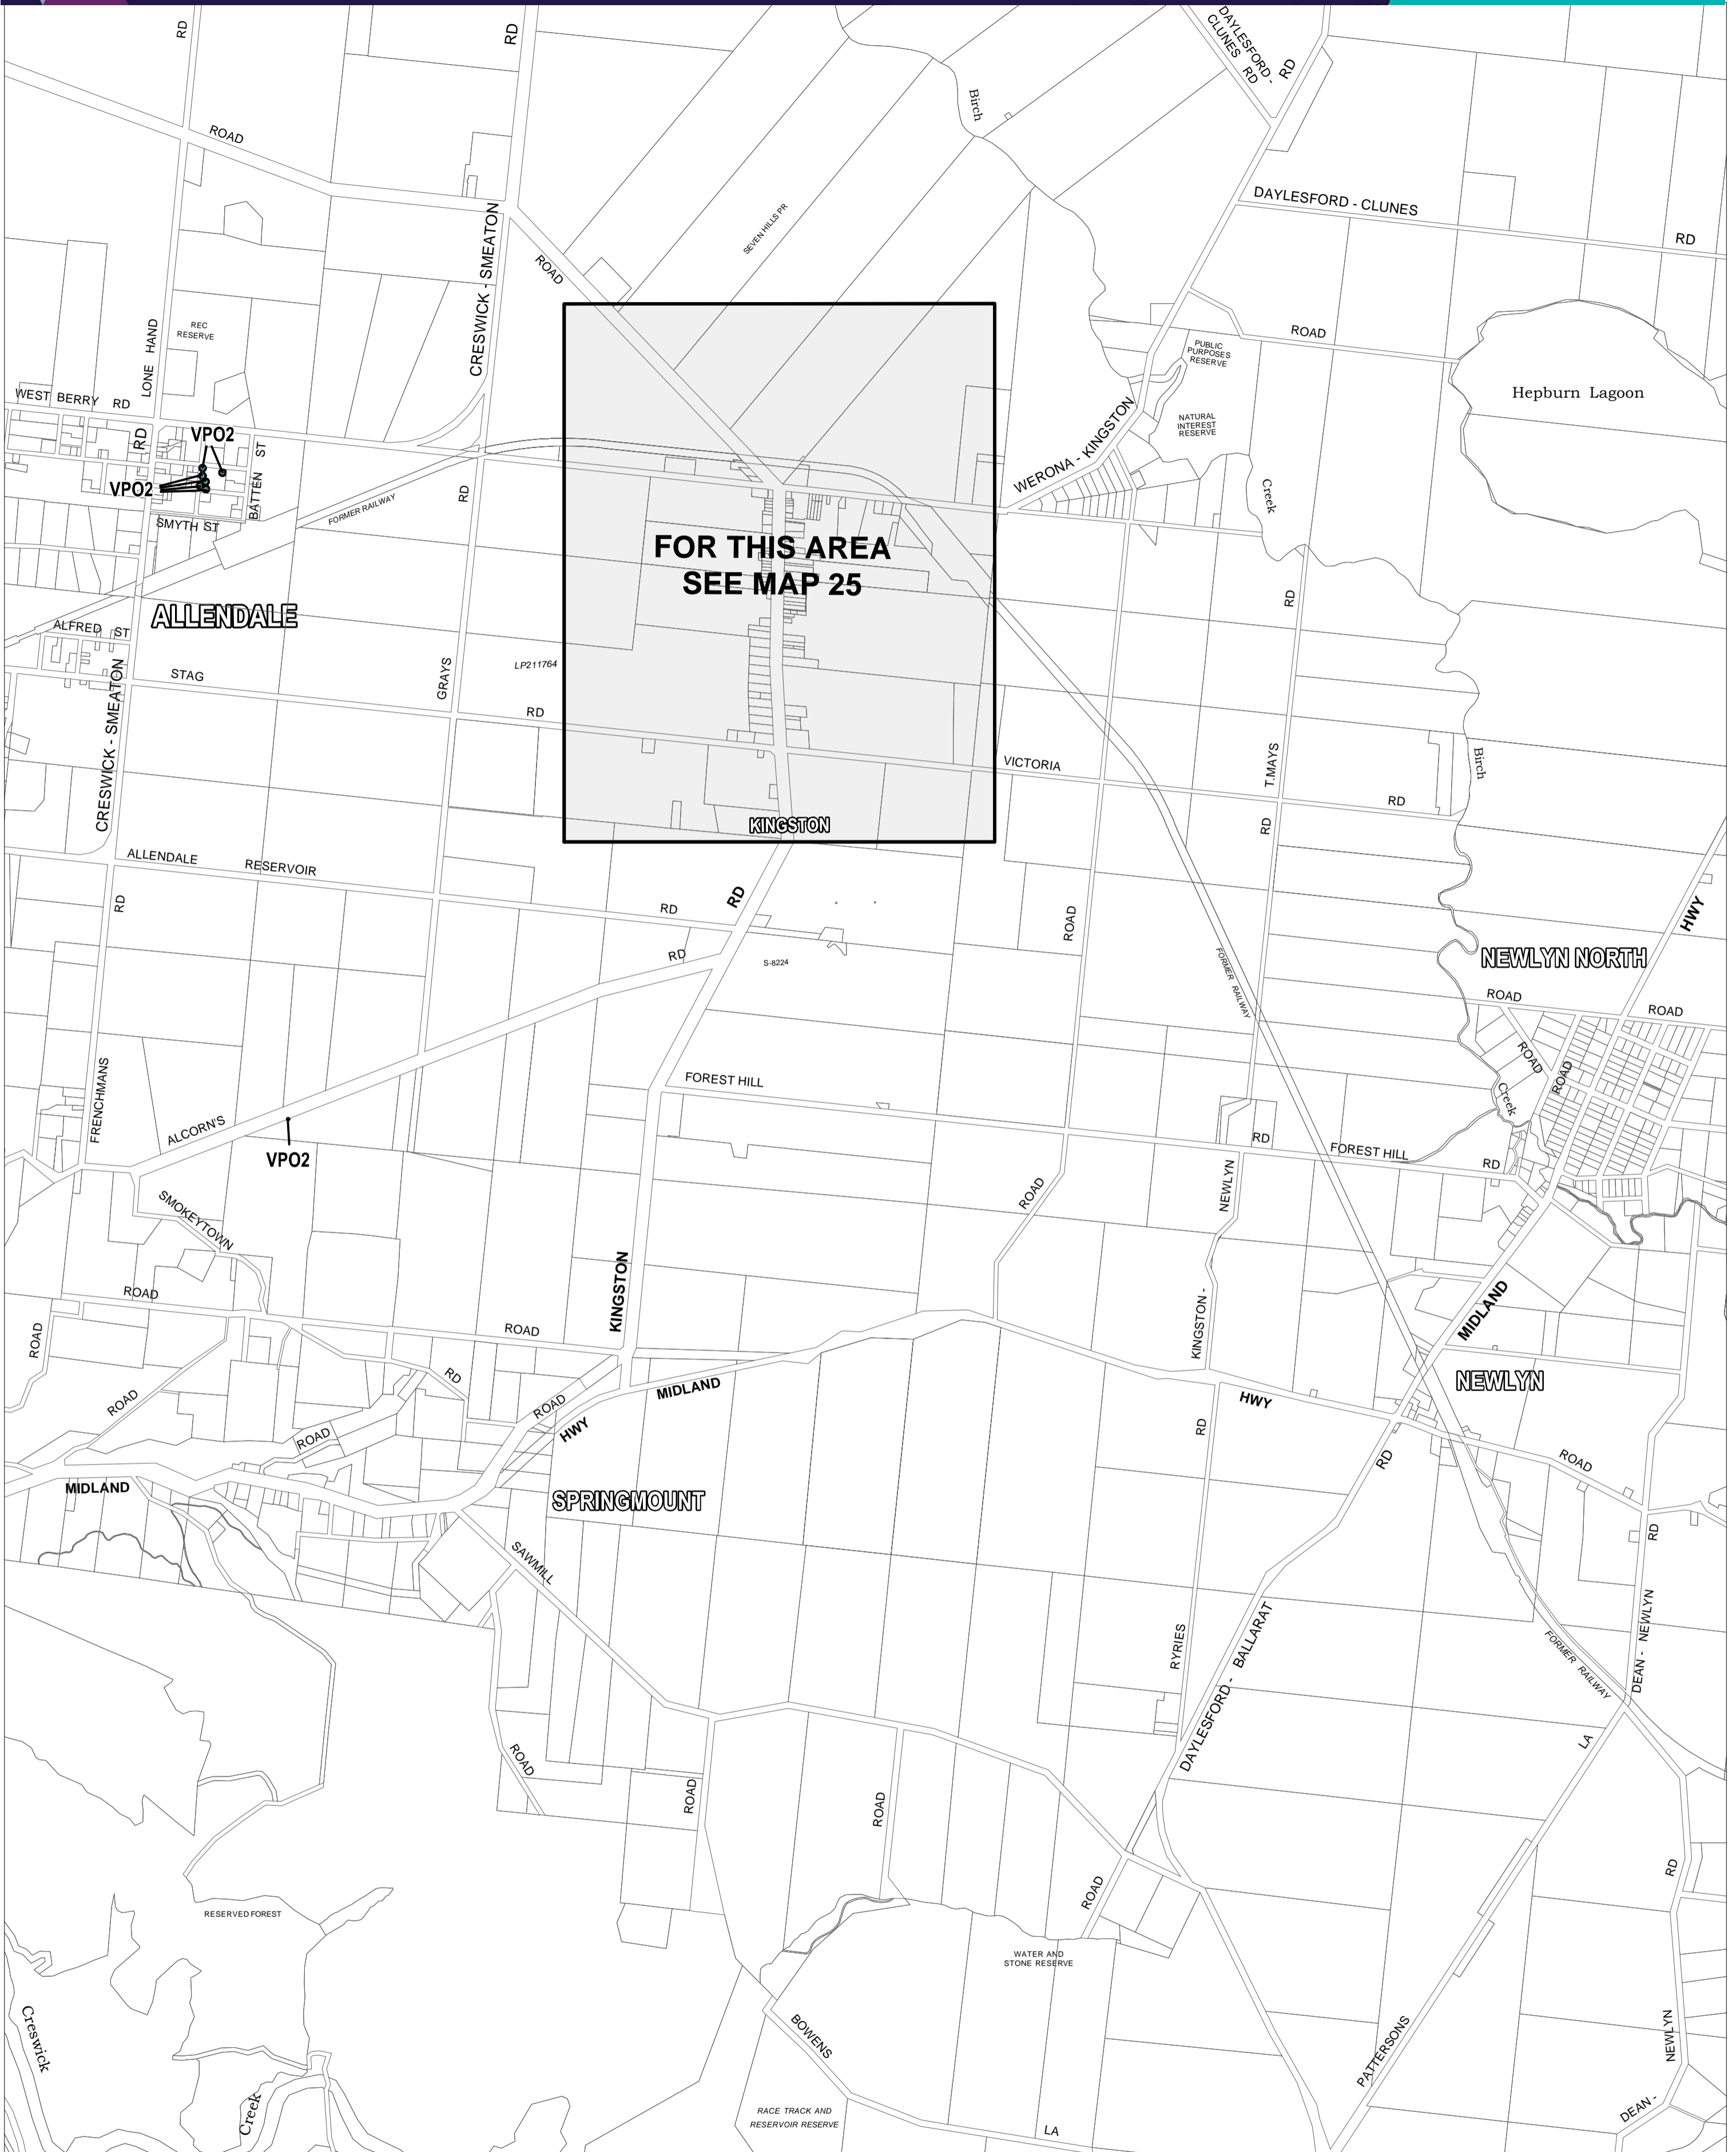 RD
RD
DAYLESFORD -
CLUNES RD
RD
Birch
ROAD
DAYLESFORD - CLUNES
RD
SEVEN HILLS PR
CRESWICK - SMEATON
ROAD
REC
RESERVE
LONE HAND
ROAD
PUBLIC
PURPOSES
RESERVE
Hepburn Lagoon
WEST BERRY RD
NATURAL
INTEREST
RESERVE
WERONA - KINGSTON
VPO2
RD
BATTEN ST
VPO2
RD
FORMER RAILWAY
SMYTH ST
Creek
FOR THIS AREA
SEE MAP 25
ALLENDALE
RD
ALFRED ST
STAG
GRAYS
LP211764
CRESWICK - SMEATON
RD
VICTORIA
T.MAYS
Birch
RD
KINGSTON
RD
ALLENDALE RESERVOIR
RD
RD
RD
ROAD
HWY
RD
S-8224
FORMER RAILWAY
NEWLYN NORTH
ROAD
ROAD
ROAD
ROAD
FOREST HILL
Creek
FRENCHMANS
ALCORN'S
VPO2
RD
FOREST HILL
RD
ROAD
NEWLYN
SMOKEYTOWN
KINGSTON
ROAD
KINGSTON -
MIDLAND
ROAD
ROAD
RD
MIDLAND
NEWLYN
ROAD
ROAD
HWY
HWY
RD
ROAD
RD
ROAD
MIDLAND
SPRINGMOUNT
RD
SAWMILL
RYRIES
DAYLESFORD - BALLARAT
DEAN - NEWLYN
FORMER RAILWAY
LA
ROAD
ROAD
ROAD
RD
ROAD
RESERVED FOREST
WATER AND
STONE RESERVE
Creswick
BOWENS
PATTERSONS
NEWLYN
Creek
RACE TRACK AND
RESERVOIR RESERVE
DEAN -
LA